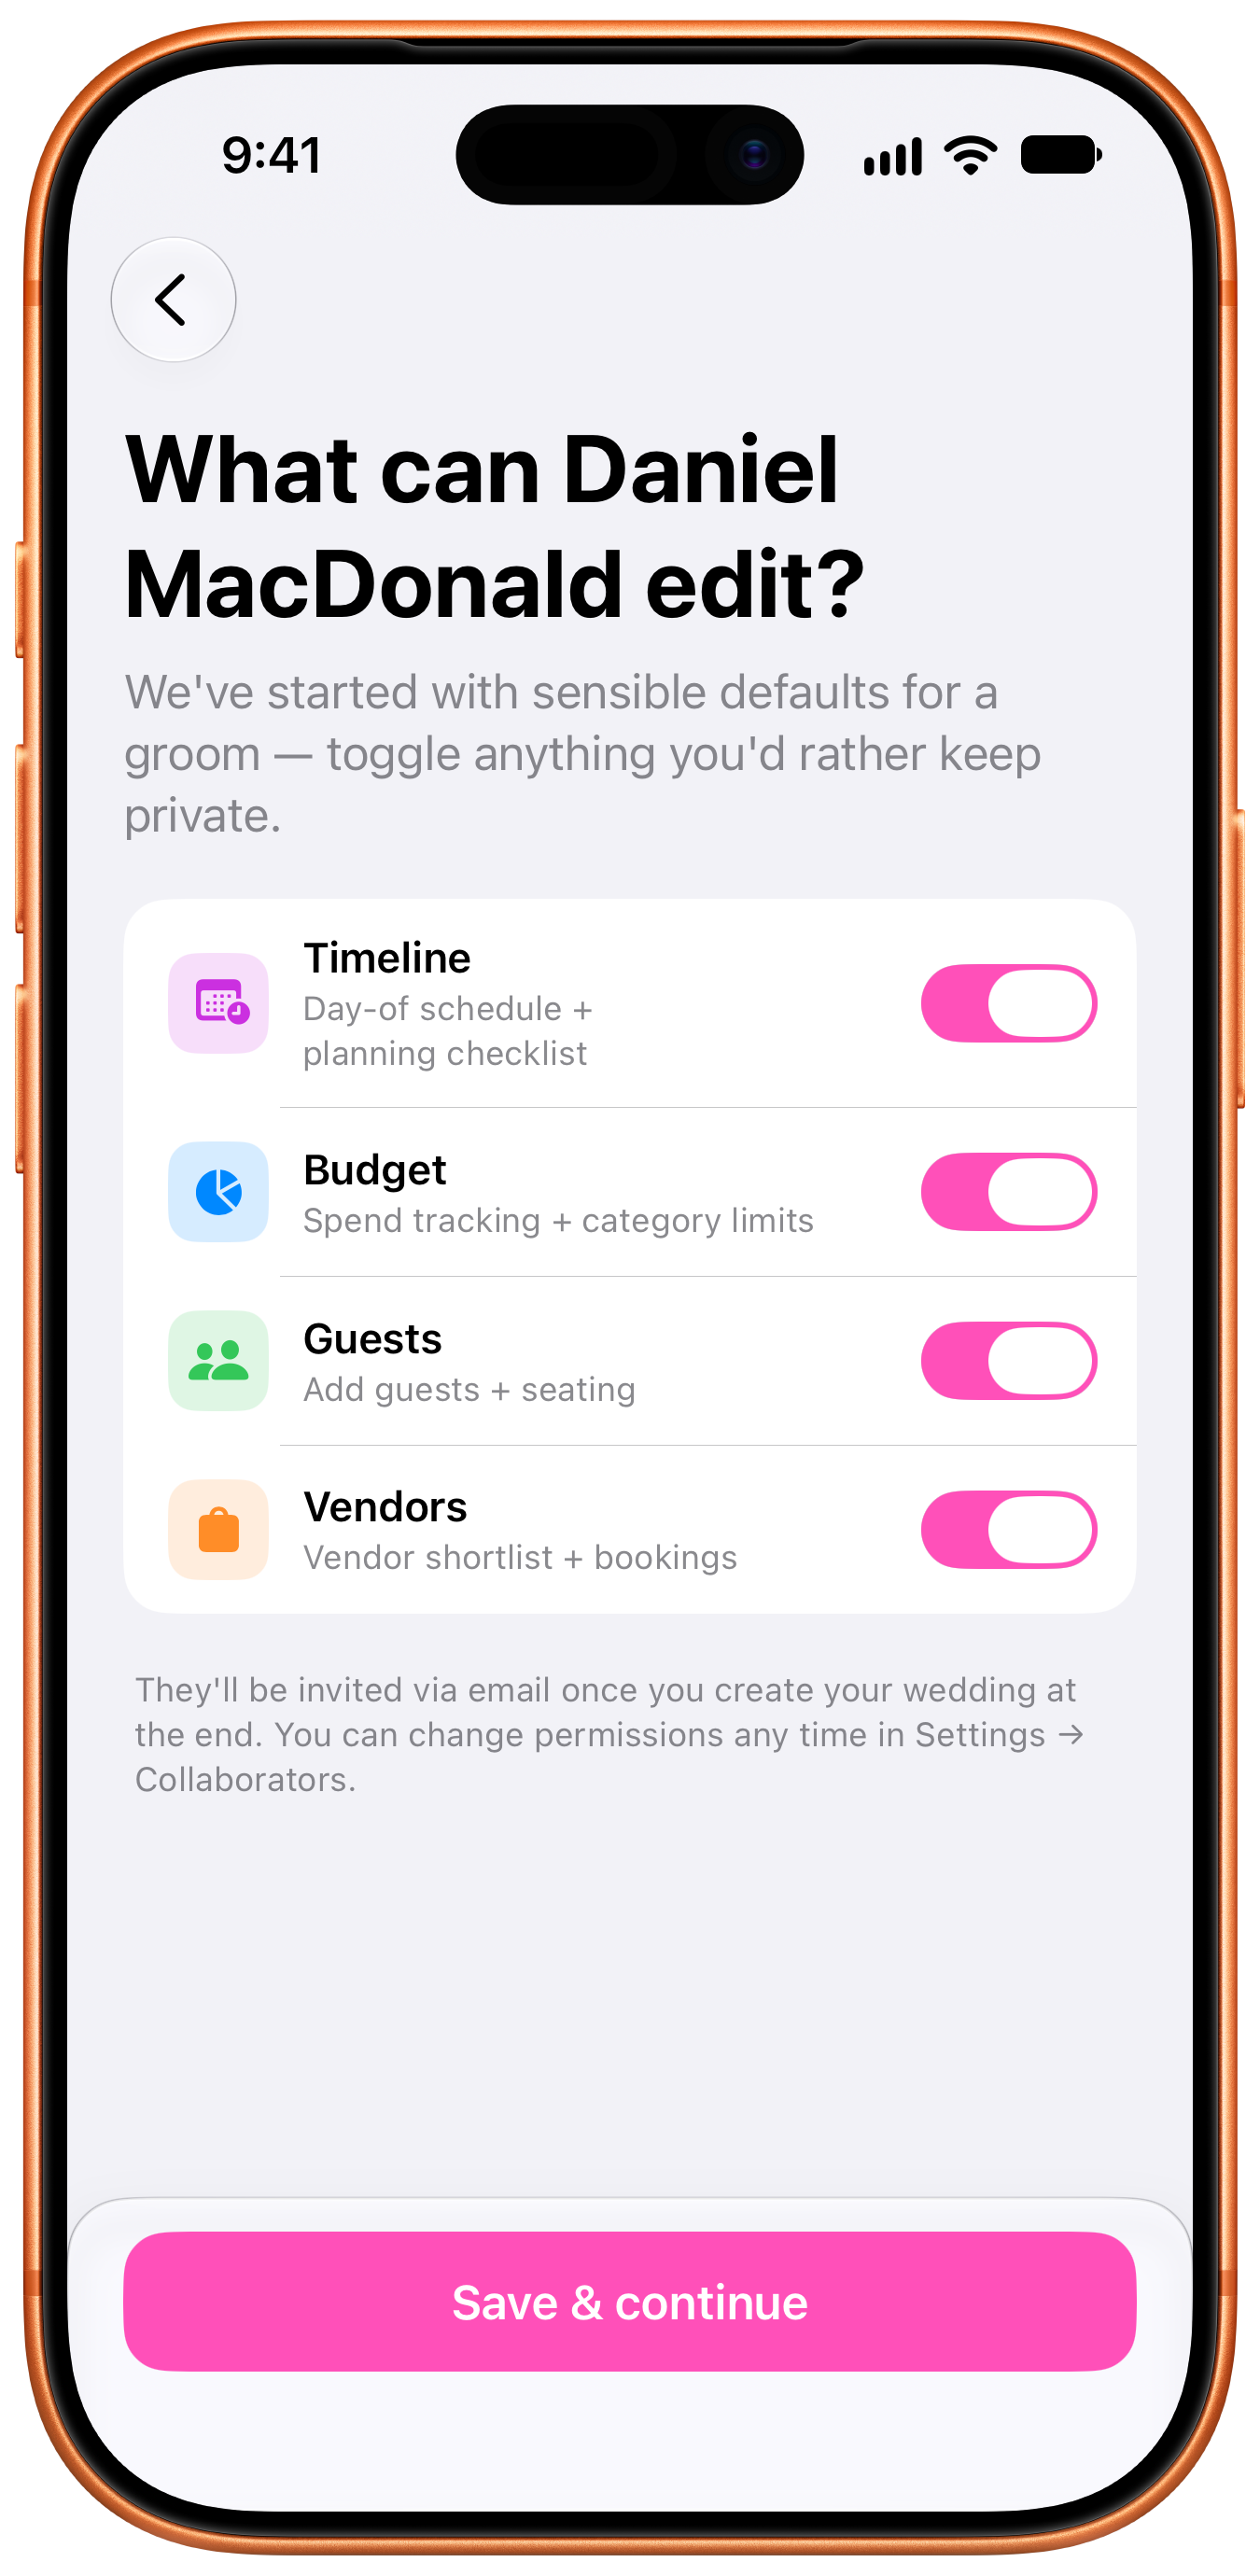 9:41
What can Daniel
MacDonald edit?
We've started with sensible defaults for a
groom — toggle anything you'd rather keep
private.
Timeline
Day-of schedule +
planning checklist
Budget
Spend tracking + category limits
Guests
Add guests + seating
Vendors
Vendor shortlist + bookings
They'll be invited via email once you create your wedding at
the end. You can change permissions any time in Settings →
Collaborators.
Save & continue